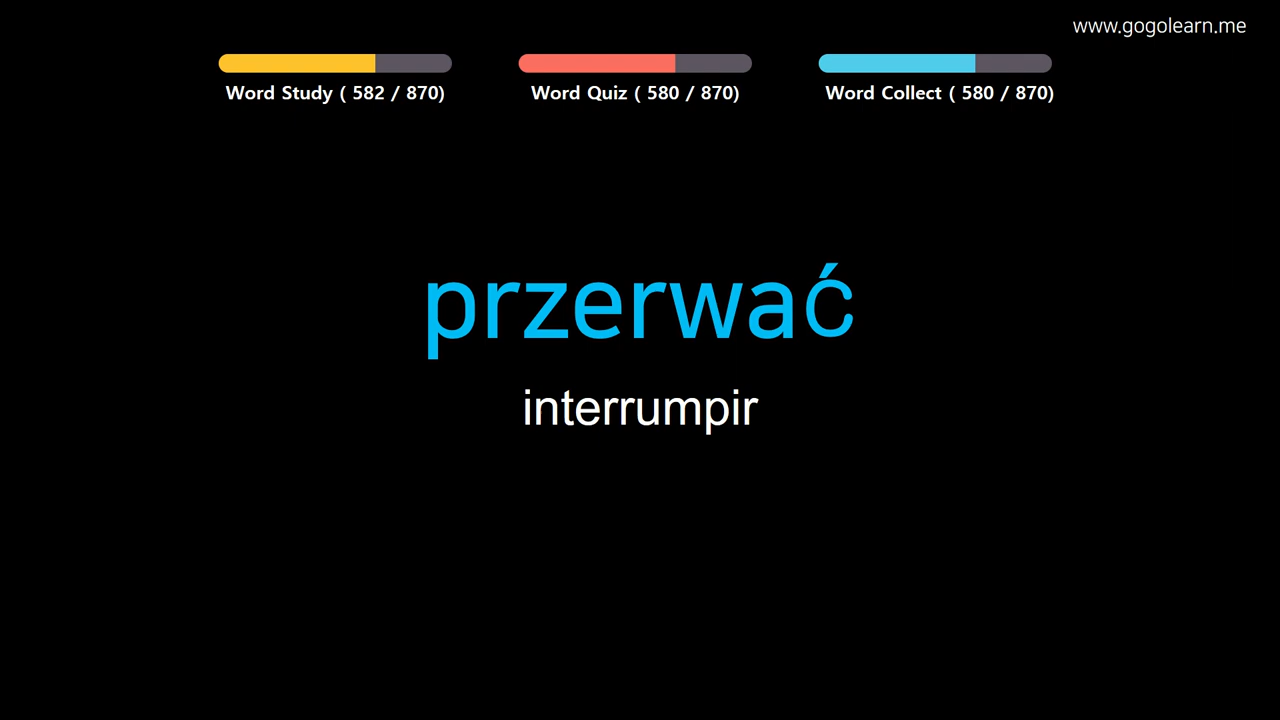 www.gogolearn.me
Word Study ( 582 / 870)
Word Quiz ( 580 / 870)
Word Collect ( 580 / 870)
przerwać
interrumpir